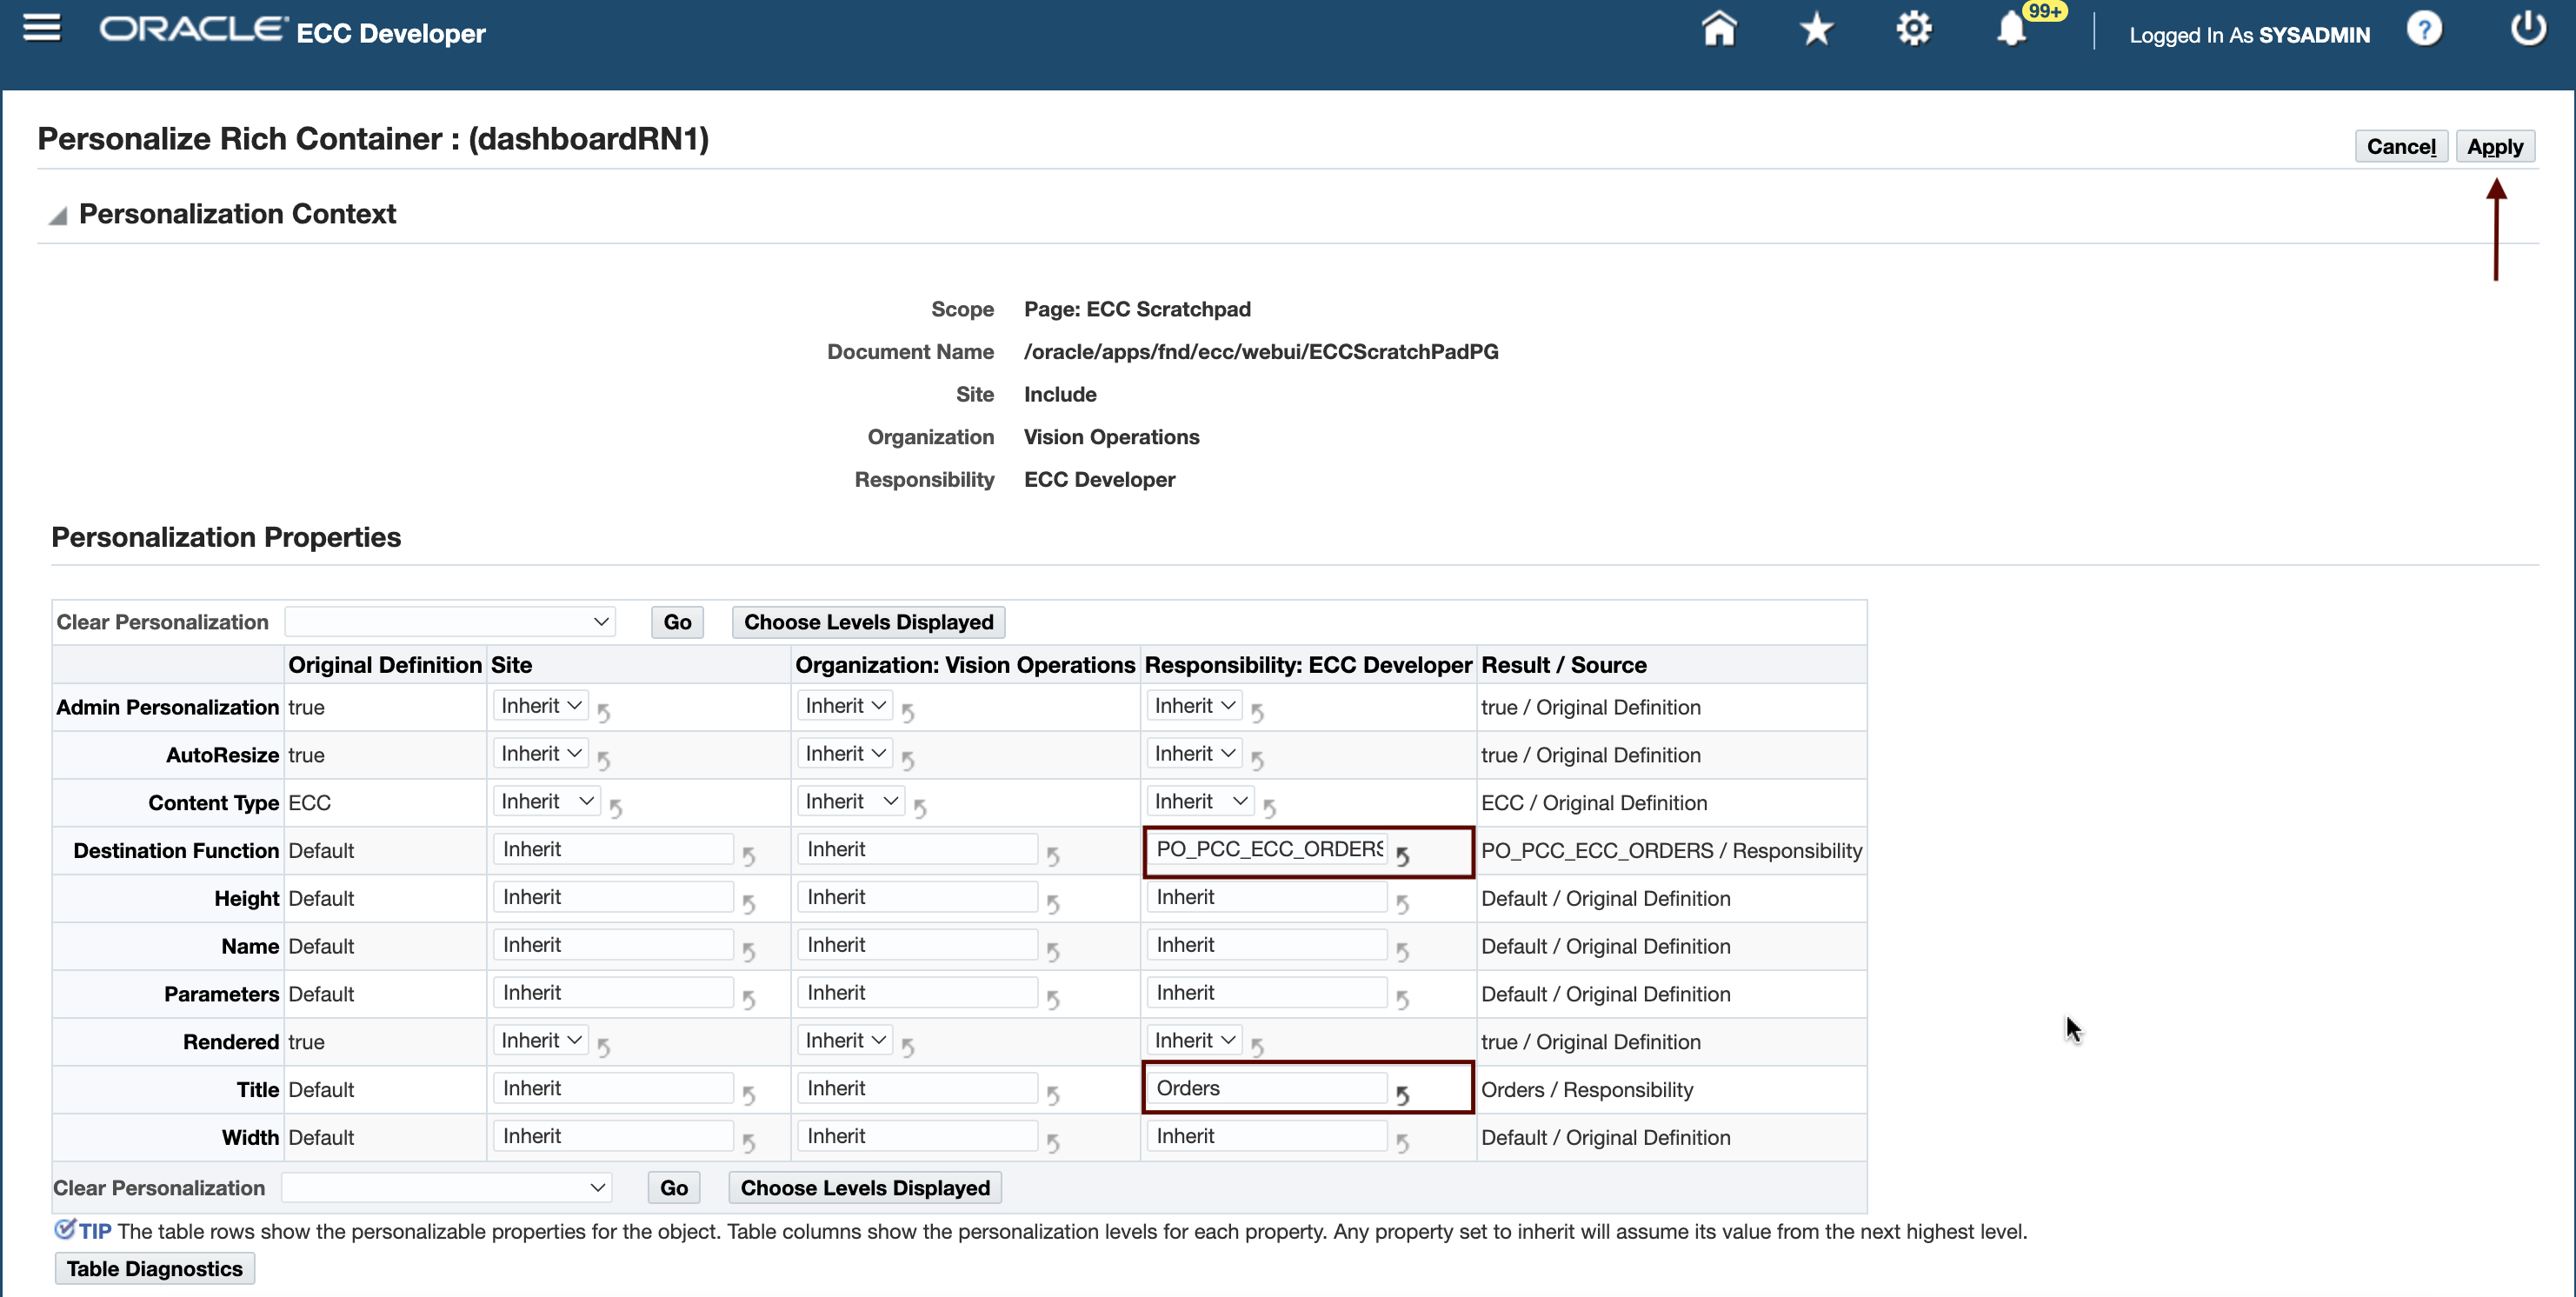 ORACLE ECC Developer 99+ Logged In As SYSADMIN ?
Personalize Rich Container : (dashboardRN1) Cancel Apply
Personalization Context
Scope Page: ECC Scratchpad
Document Name /oracle/apps/fnd/ecc/webui/ECCScratchPadPG
Site Include
Organization Vision Operations
Responsibility ECC Developer
Personalization Properties
Clear Personalization Go Choose Levels Displayed
Original Definition Site Organization: Vision Operations Responsibility: ECC Developer Result / Source
Admin Personalization true Inherit Inherit Inherit true / Original Definition
AutoResize true Inherit Inherit Inherit true / Original Definition
Content Type ECC Inherit Inherit Inherit ECC / Original Definition
Destination Function Default Inherit Inherit PO_PCC_ECC_ORDERS PO_PCC_ECC_ORDERS / Responsibility
Height Default Inherit Inherit Inherit Default / Original Definition
Name Default Inherit Inherit Inherit Default / Original Definition
Parameters Default Inherit Inherit Inherit Default / Original Definition
Rendered true Inherit Inherit Inherit true / Original Definition
Title Default Inherit Inherit Orders Orders / Responsibility
Width Default Inherit Inherit Inherit Default / Original Definition
Clear Personalization Go Choose Levels Displayed
TIP The table rows show the personalizable properties for the object. Table columns show the personalization levels for each property. Any property set to inherit will assume its value from the next highest level.
Table Diagnostics